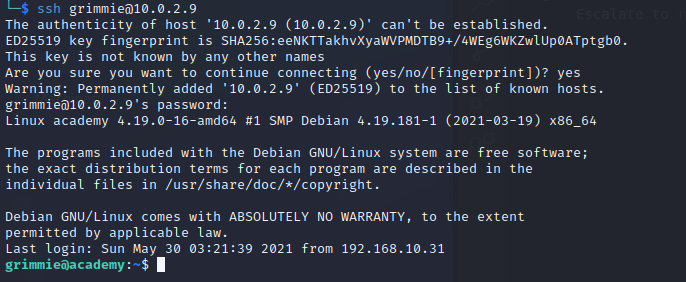 └─$ ssh grimmie@10.0.2.9
The authenticity of host '10.0.2.9 (10.0.2.9)' can't be established.
ED25519 key fingerprint is SHA256:eeNKTTakhvXyaWVPMDTB9+/4WEg6WKZwlUp0ATptgb0.
This key is not known by any other names
Are you sure you want to continue connecting (yes/no/[fingerprint])? yes
Warning: Permanently added '10.0.2.9' (ED25519) to the list of known hosts.
grimmie@10.0.2.9's password:
Linux academy 4.19.0-16-amd64 #1 SMP Debian 4.19.181-1 (2021-03-19) x86_64
The programs included with the Debian GNU/Linux system are free software;
the exact distribution terms for each program are described in the
individual files in /usr/share/doc/*/copyright.
Debian GNU/Linux comes with ABSOLUTELY NO WARRANTY, to the extent
permitted by applicable law.
Last login: Sun May 30 03:21:39 2021 from 192.168.10.31
grimmie@academy:~$